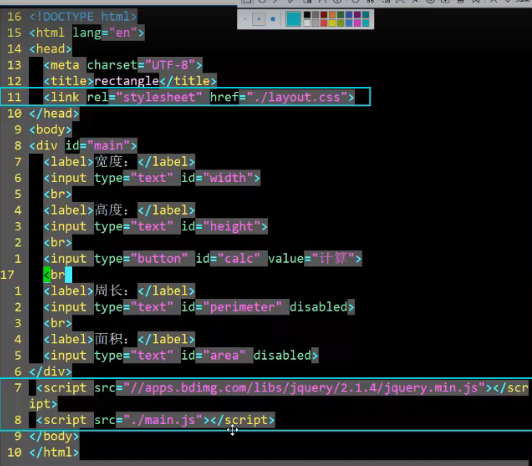 16 <!DOCTYPE html>
15 <html lang="en">
14 <head>
13   <meta charset="UTF-8">
12   <title>rectangle</title>
11   <link rel="stylesheet" href="./layout.css">
10 </head>
9 <body>
8 <div id="main">
7   <label>宽度：</label>
6   <input type="text" id="width">
5   <br>
4   <label>高度：</label>
3   <input type="text" id="height">
2   <br>
1   <input type="button" id="calc" value="计算">
17   <br
1   <label>周长：</label>
2   <input type="text" id="perimeter" disabled>
3   <br>
4   <label>面积：</label>
5   <input type="text" id="area" disabled>
6 </div>
7  <script src="//apps.bdimg.com/libs/jquery/2.1.4/jquery.min.js"></scr
ipt>
8  <script src="./main.js"></script>
9 </body>
10 </html>